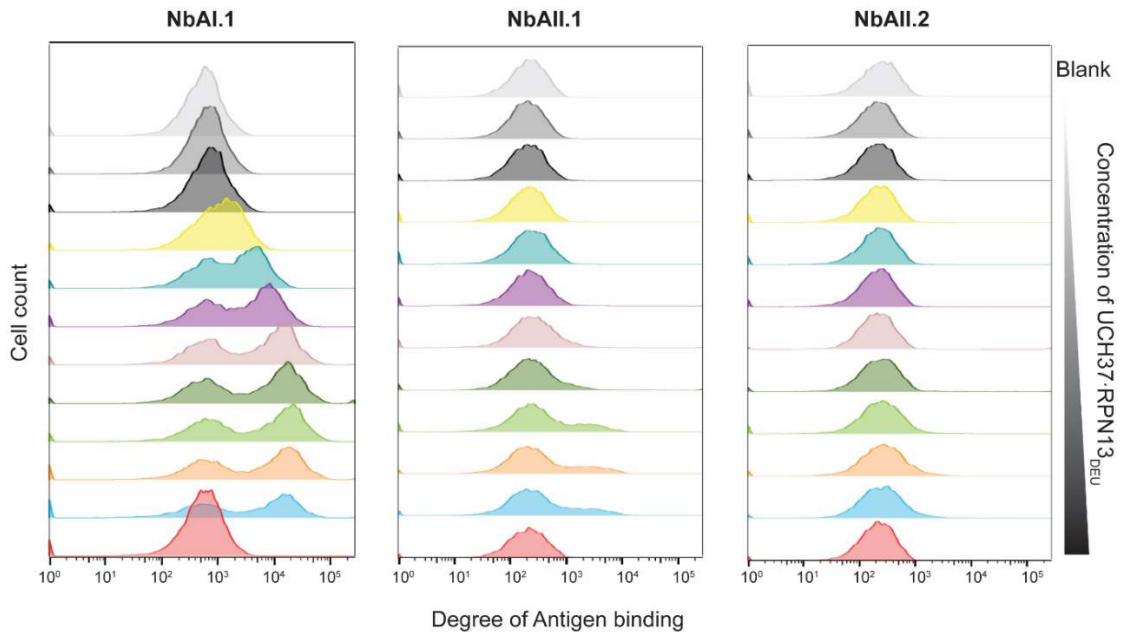 NbAI.1
NbAII.1
NbAII.2
Blank
Cell count
Concentration of UCH37·RPN13DEU
10⁰ 10¹ 10² 10³ 10⁴ 10⁵
10⁰ 10¹ 10² 10³ 10⁴ 10⁵
10⁰ 10¹ 10² 10³ 10⁴ 10⁵
Degree of Antigen binding